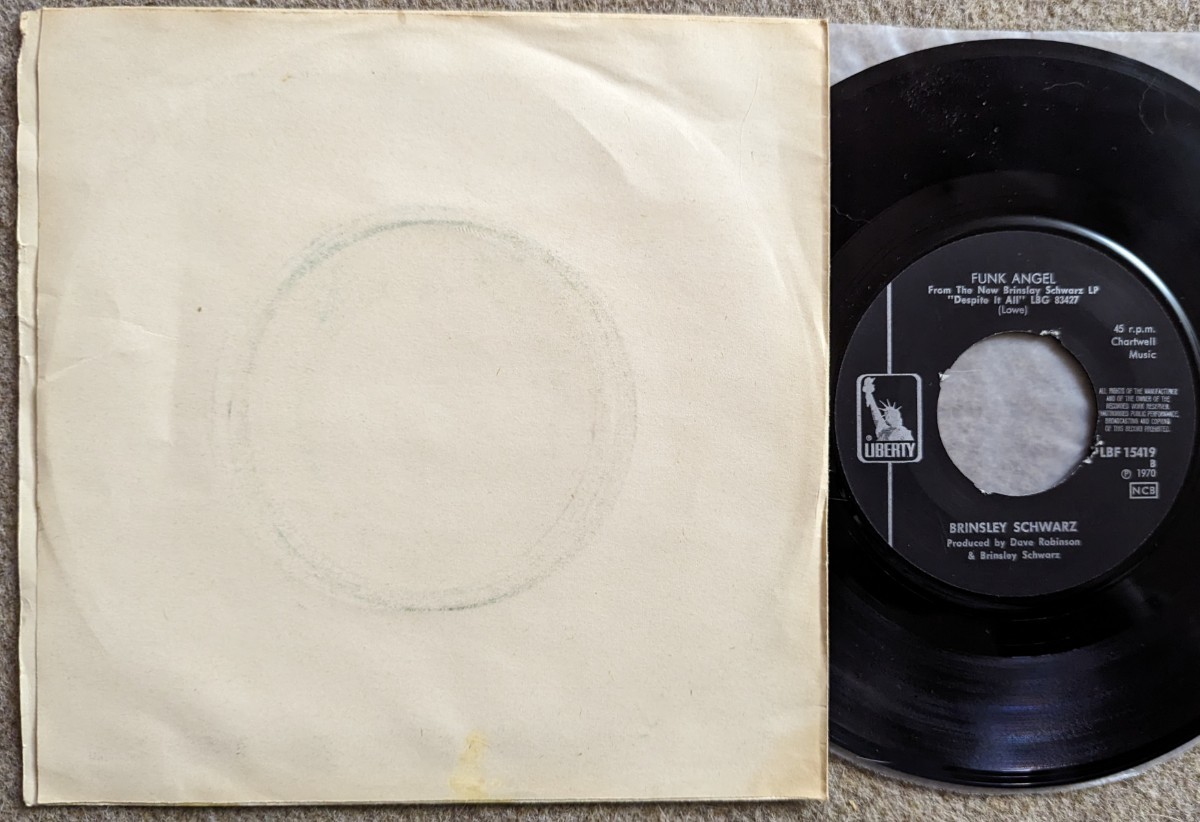 FUNK ANGEL
From The New Brinsley Schwarz LP
"Despite It All" LBG 83427
(Lowe)
45 r.p.m.
Chartwell
Music
ALL RIGHTS OF THE MANUFACTURER
AND OF THE OWNER OF THE
RECORDED WORK RESERVED.
UNAUTHORISED PUBLIC PERFORMANCE,
BROADCASTING AND COPYING
OF THIS RECORD PROHIBITED.
® LIBERTY
LBF 15419
B
℗ 1970
NCB
BRINSLEY SCHWARZ
Produced by Dave Robinson
& Brinsley Schwarz